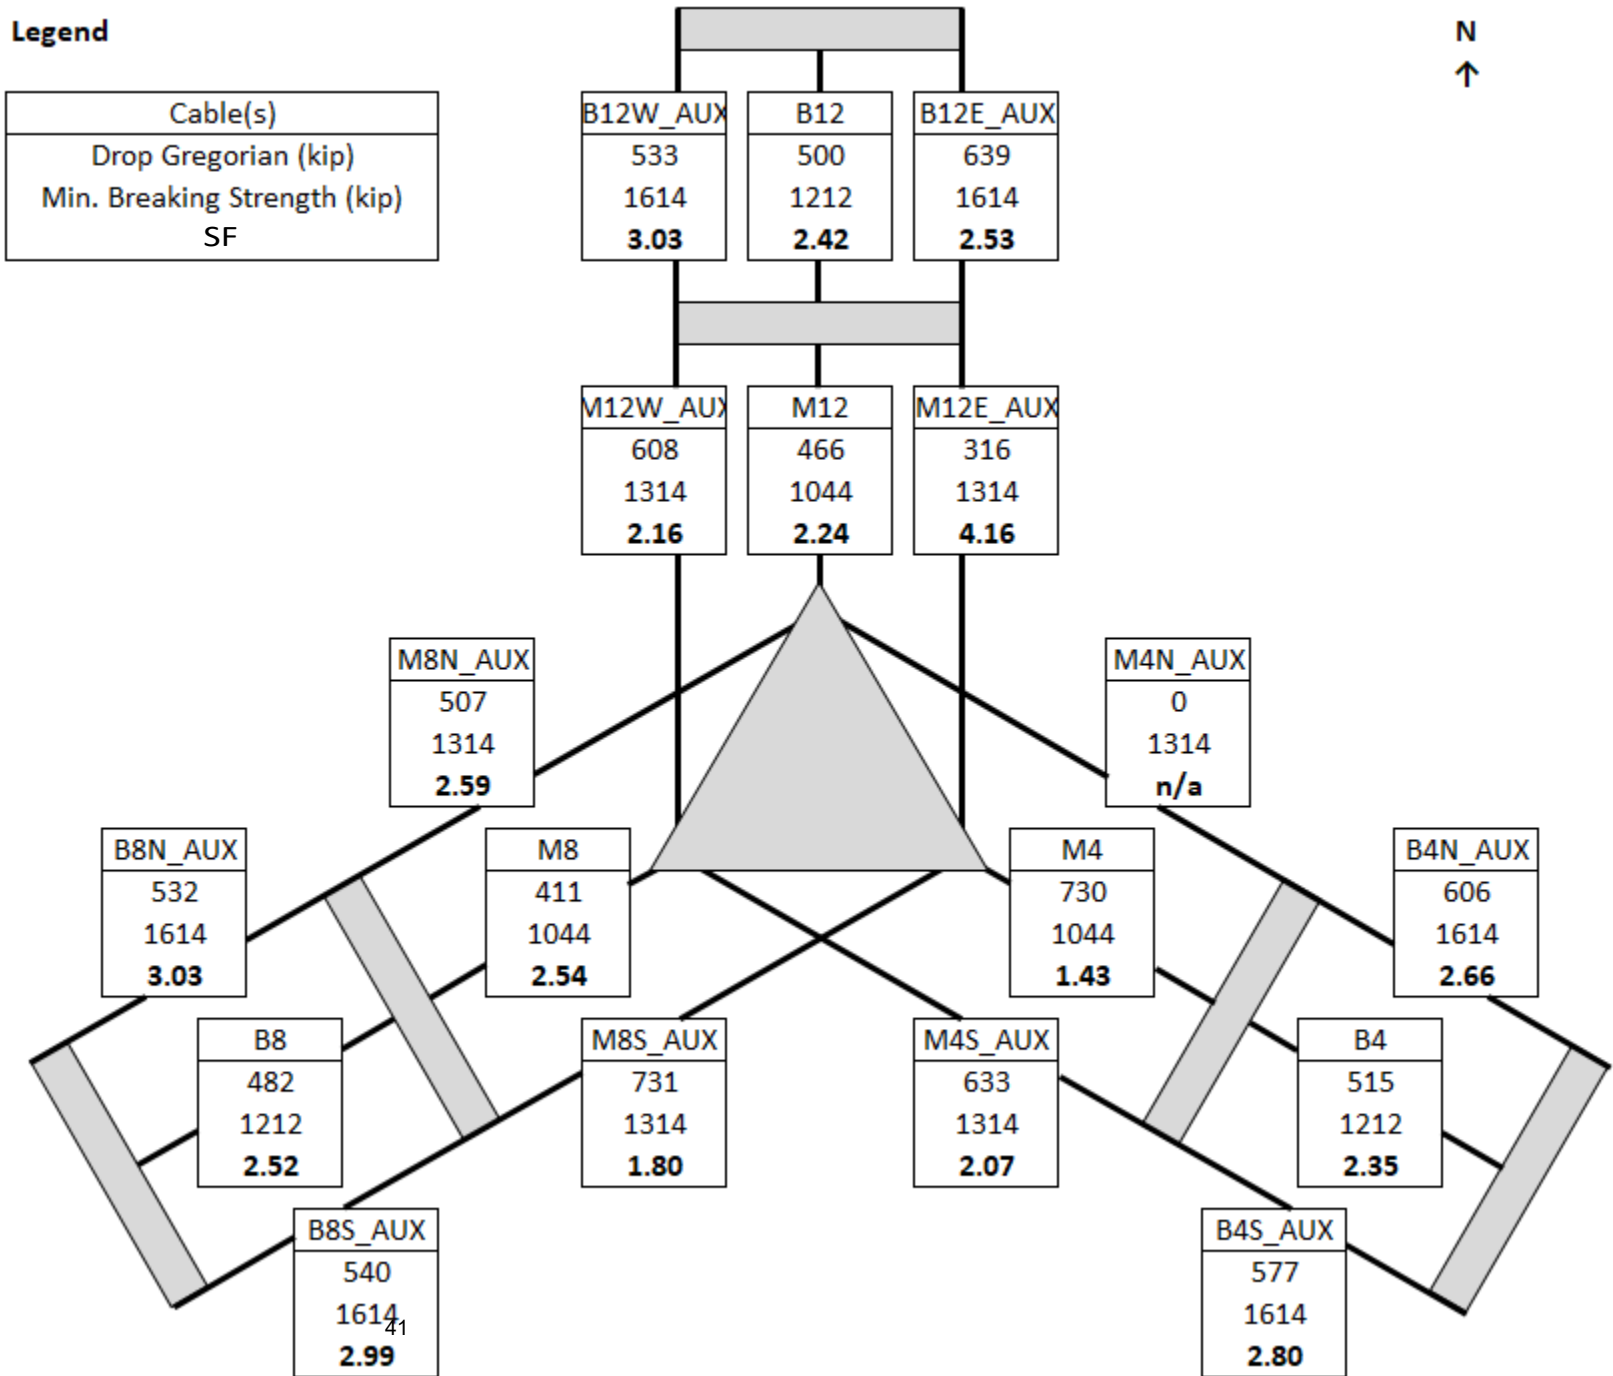 Legend
N
↑
Cable(s)
Drop Gregorian (kip)
Min. Breaking Strength (kip)
SF
B12W_AUX
533
1614
3.03
B12
500
1212
2.42
B12E_AUX
639
1614
2.53
M12W_AUX
608
1314
2.16
M12
466
1044
2.24
M12E_AUX
316
1314
4.16
M8N_AUX
507
1314
2.59
M4N_AUX
0
1314
n/a
B8N_AUX
532
1614
3.03
M8
411
1044
2.54
M4
730
1044
1.43
B4N_AUX
606
1614
2.66
B8
482
1212
2.52
M8S_AUX
731
1314
1.80
M4S_AUX
633
1314
2.07
B4
515
1212
2.35
B8S_AUX
540
1614
41
2.99
B4S_AUX
577
1614
2.80